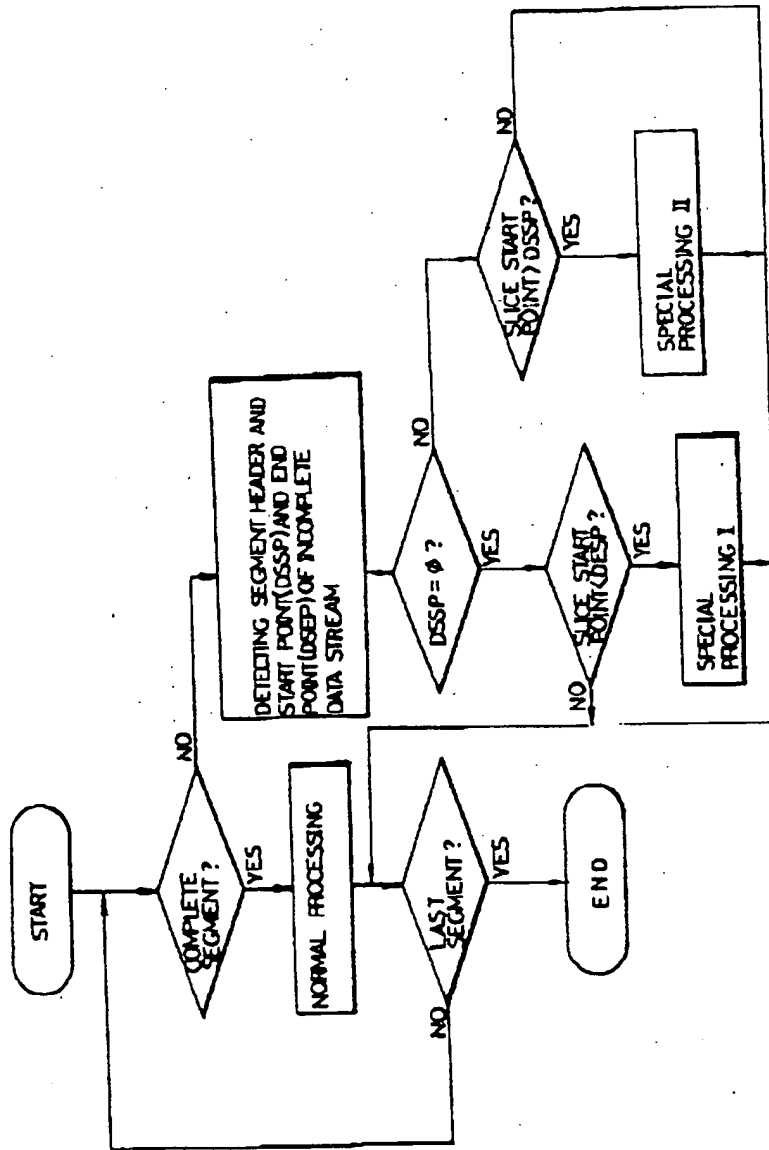 START
COMPLETE
SEGMENT?
NO
YES
NORMAL PROCESSING
LAST
SEGMENT?
NO
YES
END
DETECTING SEGMENT HEADER AND
START POINT(DSSP) AND END
POINT(DSEP) OF INCOMPLETE
DATA STREAM
DSSP=ø?
NO
YES
SLICE START
POINT⟨DESP?
NO
YES
SPECIAL
PROCESSING I
SLICE START
POINT⟩DSSP?
NO
YES
SPECIAL
PROCESSING II